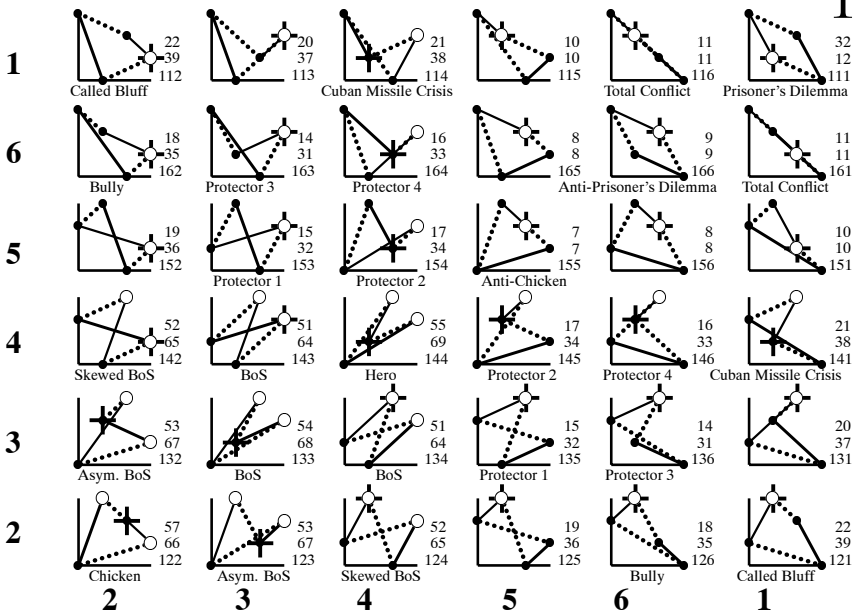 1
1 22 20 21 10 11 32
39 37 38 10 11 12
112 113 114 115 116 111
Called Bluff Cuban Missile Crisis Total Conflict Prisoner's Dilemma
6 18 14 16 8 9 11
35 31 33 8 9 11
162 163 164 165 166 161
Bully Protector 3 Protector 4 Anti-Prisoner's Dilemma Total Conflict
5 19 15 17 7 8 10
36 32 34 7 8 10
152 153 154 155 156 151
Protector 1 Protector 2 Anti-Chicken
4 52 51 55 17 16 21
65 64 69 34 33 38
142 143 144 145 146 141
Skewed BoS BoS Hero Protector 2 Protector 4 Cuban Missile Crisis
3 53 54 51 15 14 20
67 68 64 32 31 37
132 133 134 135 136 131
Asym. BoS BoS BoS Protector 1 Protector 3
2 57 53 52 19 18 22
66 67 65 36 35 39
122 123 124 125 126 121
Chicken Asym. BoS Skewed BoS Bully Called Bluff
2 3 4 5 6 1